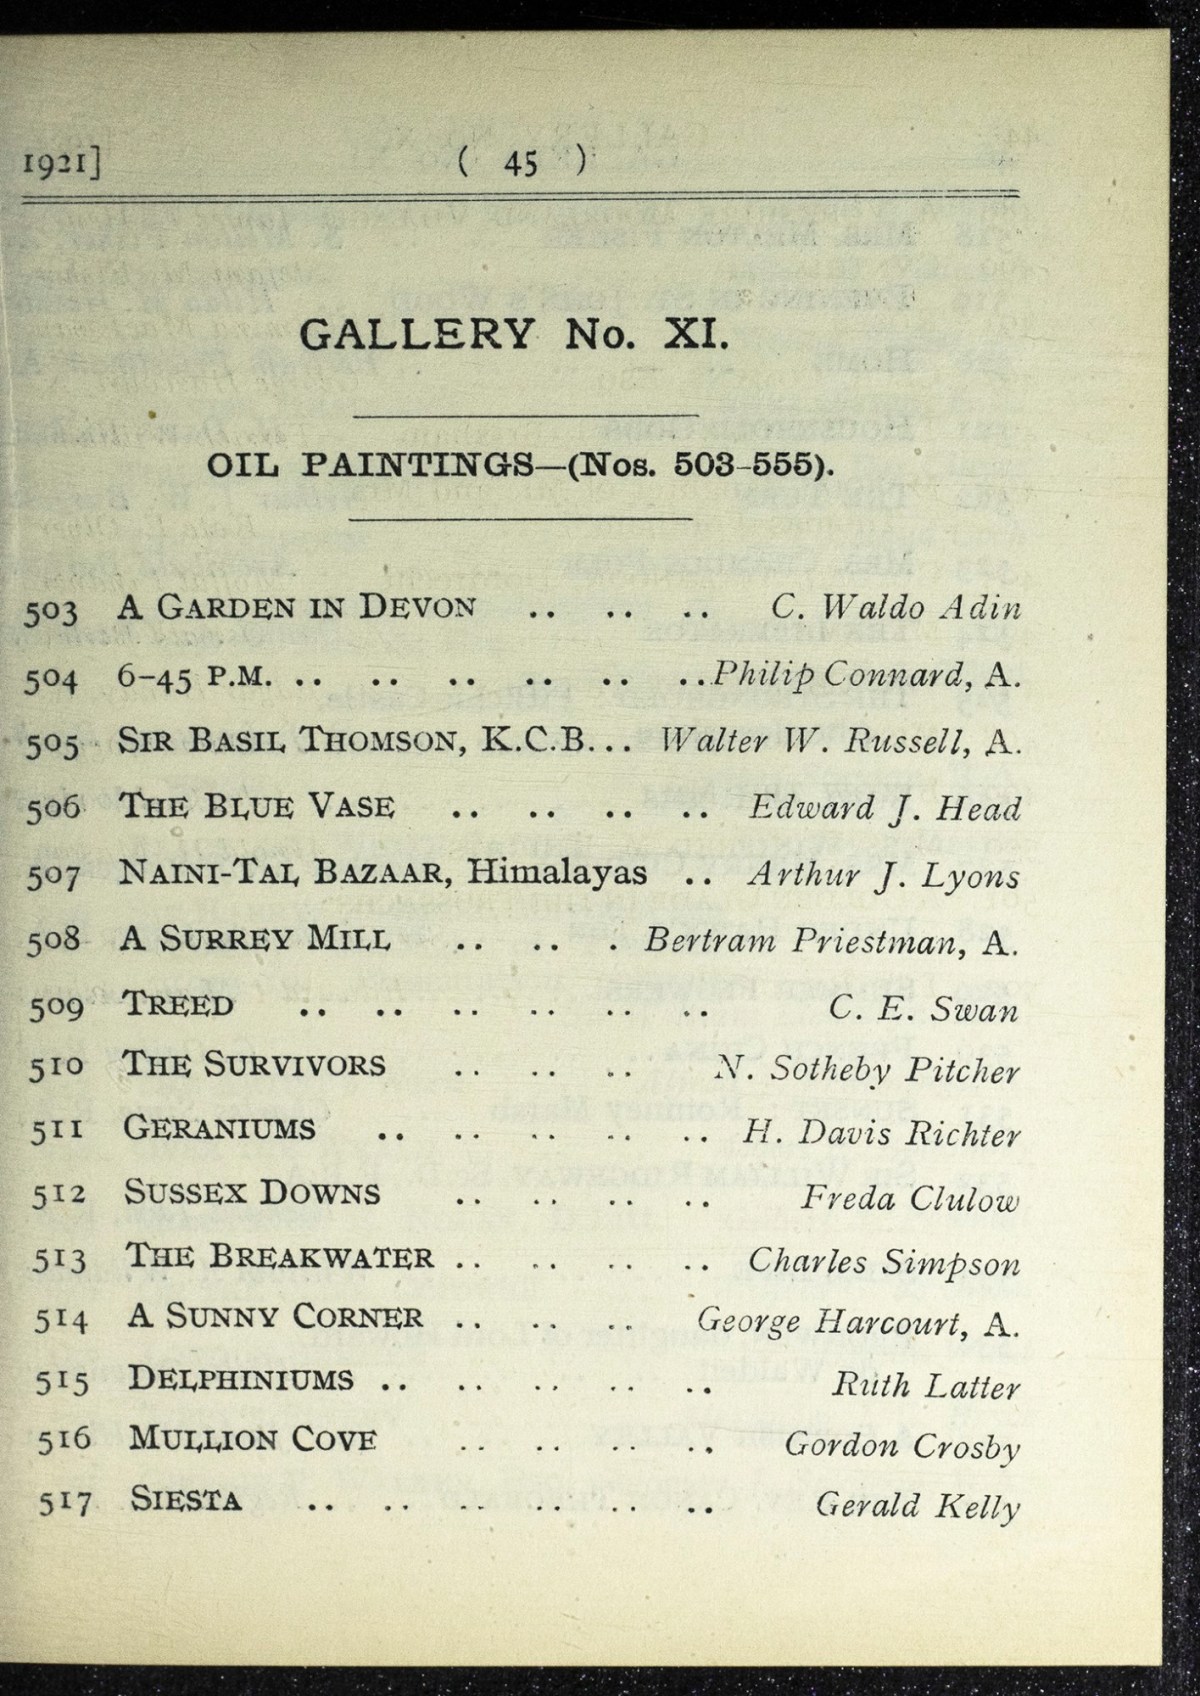 1921] ( 45 )
GALLERY No. XI.
OIL PAINTINGS—(Nos. 503-555).
503 A GARDEN IN DEVON .. .. .. C. Waldo Adin
504 6-45 P.M. .. .. .. .. .. .. Philip Connard, A.
505 SIR BASIL THOMSON, K.C.B... Walter W. Russell, A.
506 THE BLUE VASE .. .. .. .. Edward J. Head
507 NAINI-TAL BAZAAR, Himalayas .. Arthur J. Lyons
508 A SURREY MILL .. .. . Bertram Priestman, A.
509 TREED .. .. .. .. .. .. C. E. Swan
510 THE SURVIVORS .. .. .. N. Sotheby Pitcher
511 GERANIUMS .. .. .. .. .. H. Davis Richter
512 SUSSEX DOWNS .. .. .. .. Freda Clulow
513 THE BREAKWATER .. .. .. .. Charles Simpson
514 A SUNNY CORNER .. .. .. George Harcourt, A.
515 DELPHINIUMS .. .. .. .. .. Ruth Latter
516 MULLION COVE .. .. .. .. Gordon Crosby
517 SIESTA .. .. .. .. .. .. Gerald Kelly